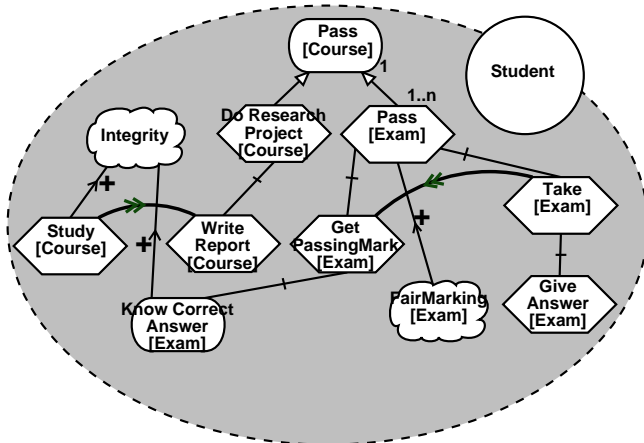 Pass
[Course]
1
Student
1..n
Do Research
Project
[Course]
Pass
[Exam]
Integrity
+
Take
[Exam]
Study
[Course]
+
Write
Report
[Course]
Get
PassingMark
[Exam]
+
Know Correct
Answer
[Exam]
FairMarking
[Exam]
Give
Answer
[Exam]